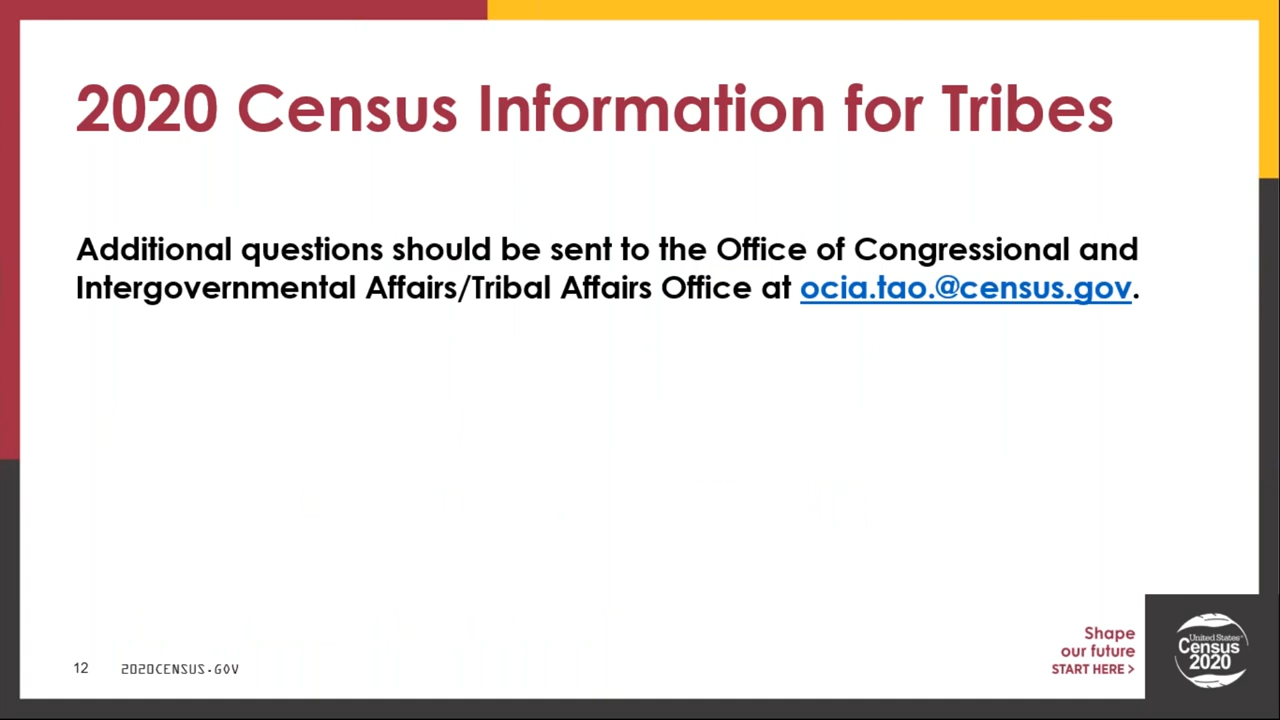 2020 Census Information for Tribes
Additional questions should be sent to the Office of Congressional and
Intergovernmental Affairs/Tribal Affairs Office at ocia.tao.@census.gov.
Shape
our future
START HERE >
United States®
Census
2020
12
2020CENSUS.GOV